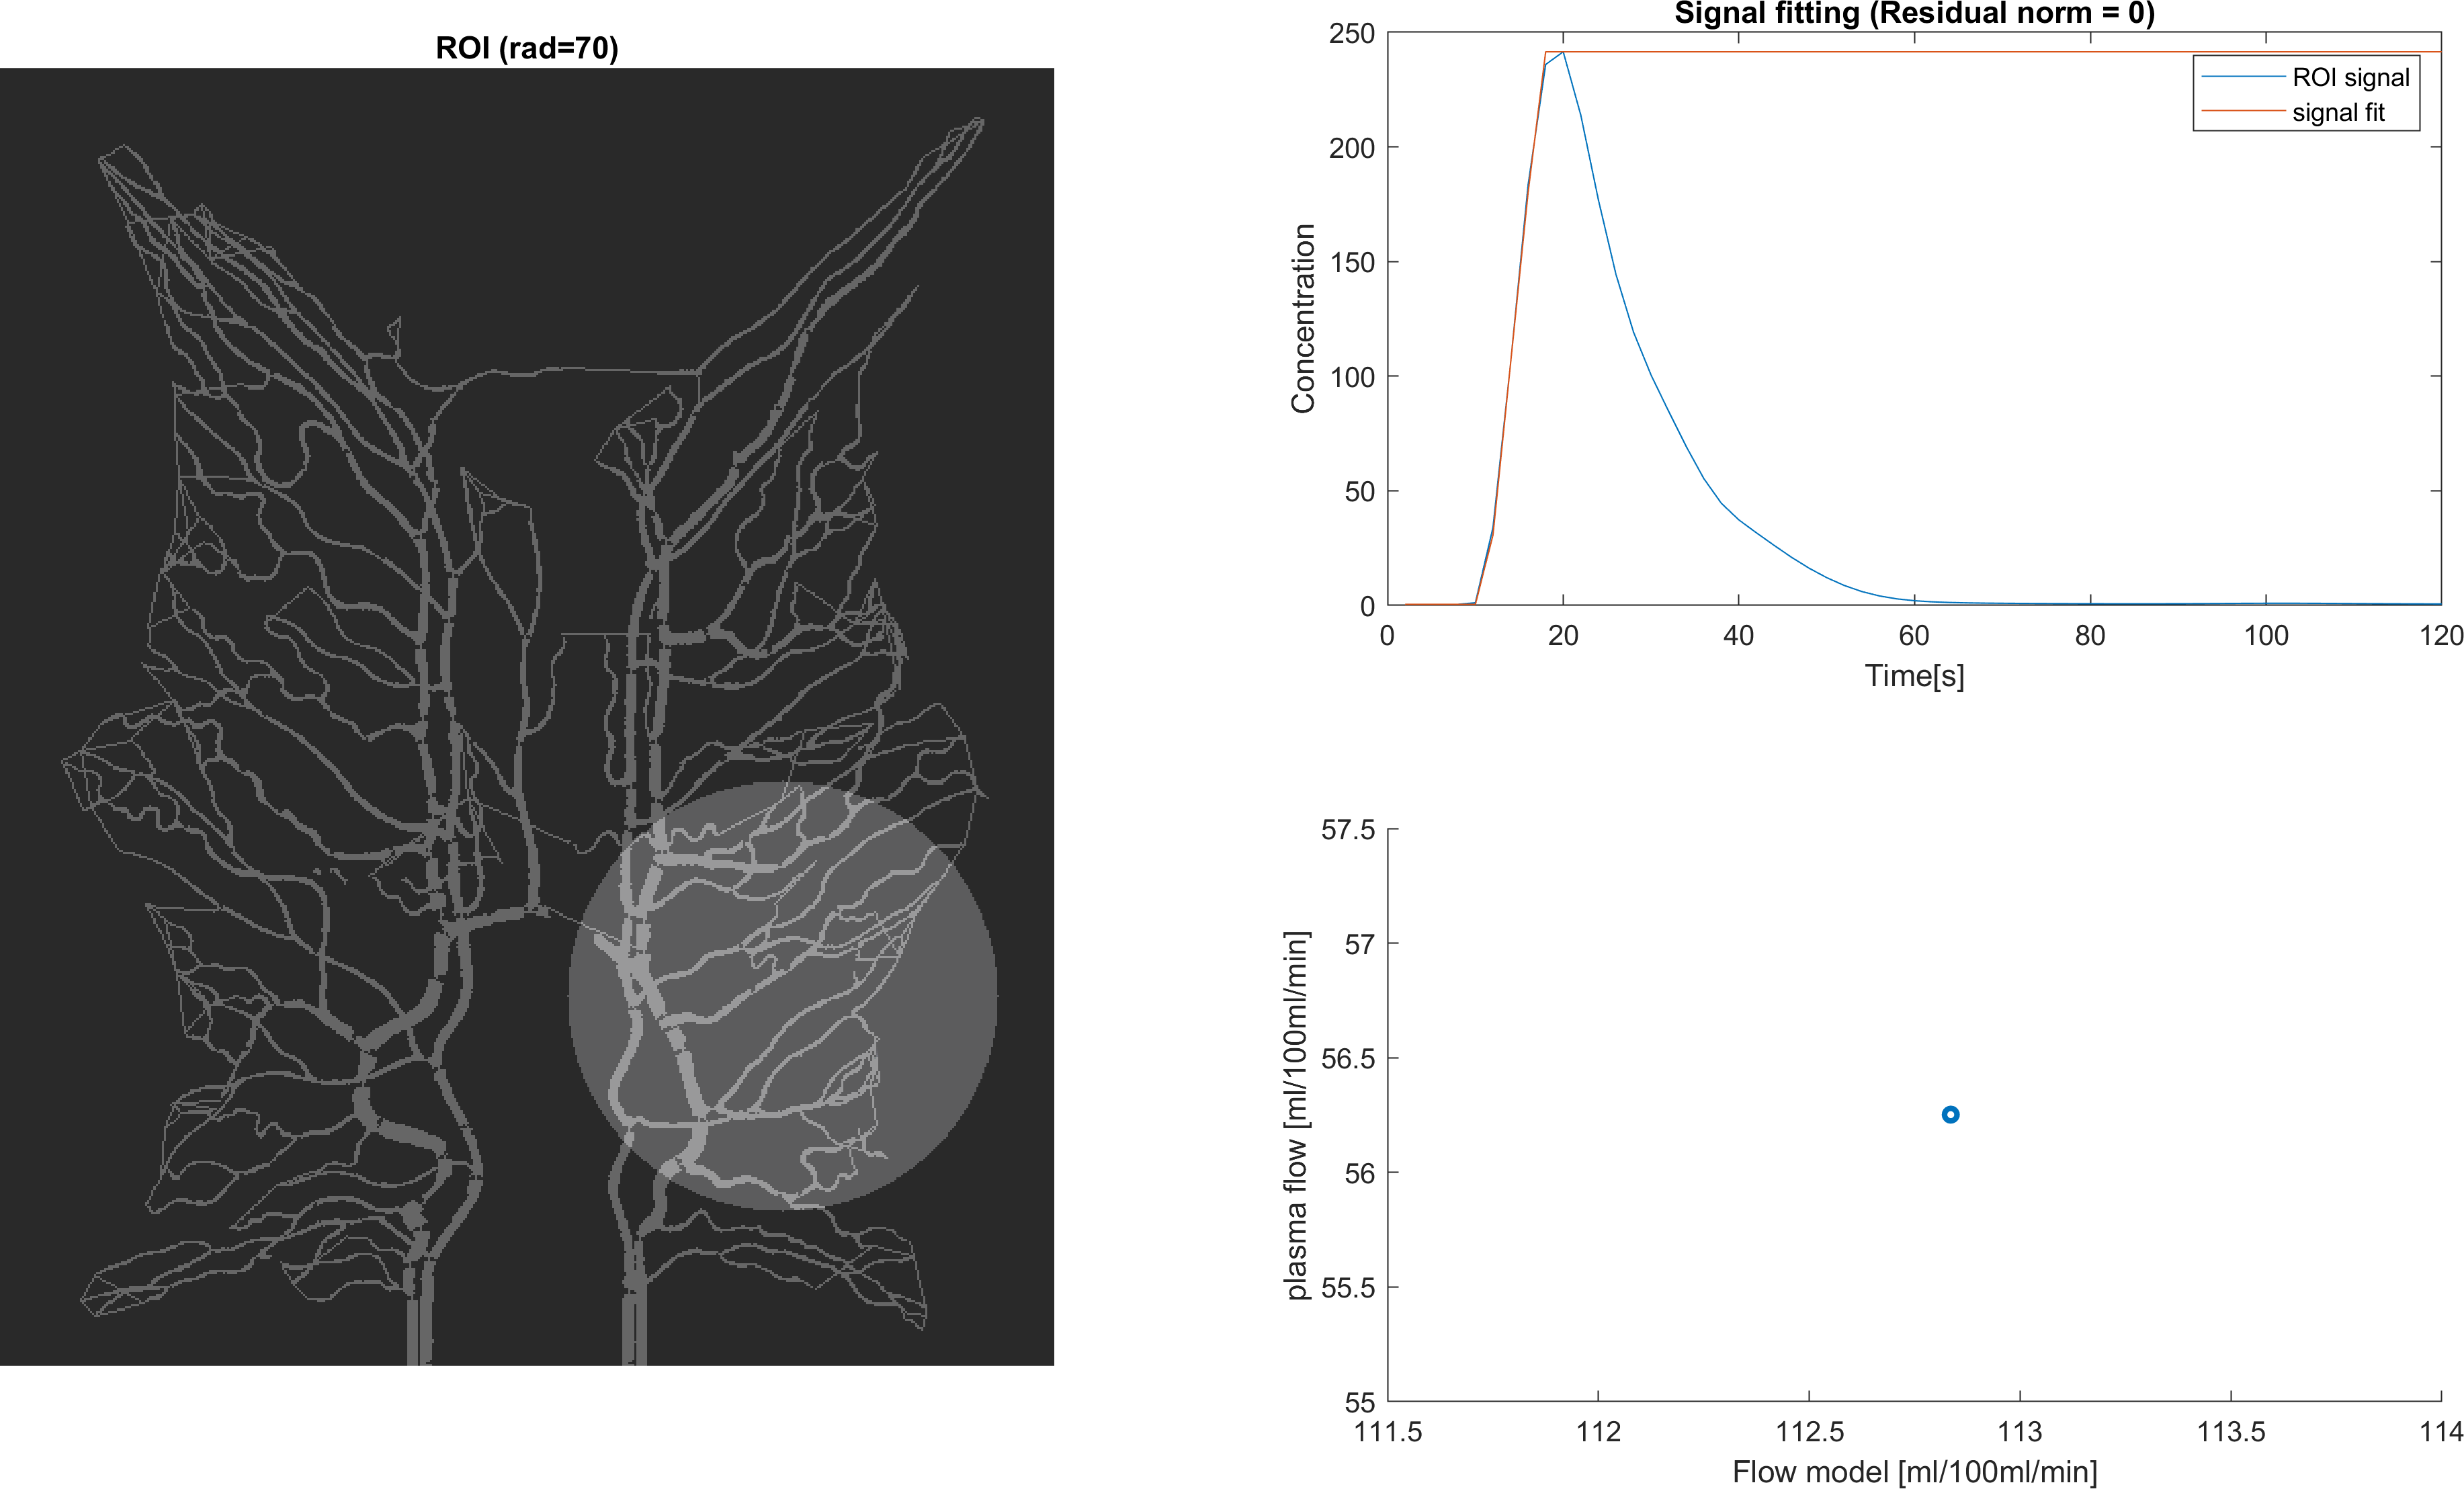 ROI (rad=70)
Signal fitting (Residual norm = 0)
250
200
150
100
50
0
Concentration
ROI signal
signal fit
0 20 40 60 80 100 120
Time[s]
57.5
57
56.5
56
55.5
55
plasma flow [ml/100ml/min]
111.5 112 112.5 113 113.5 114
Flow model [ml/100ml/min]